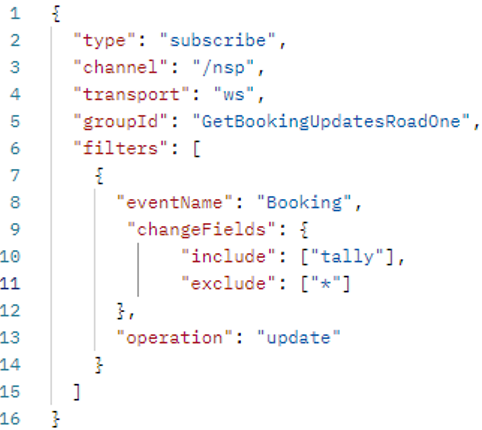 1 {
2   "type": "subscribe",
3   "channel": "/nsp",
4   "transport": "ws",
5   "groupId": "GetBookingUpdatesRoadOne",
6   "filters": [
7     {
8       "eventName": "Booking",
9        "changeFields": {
10            "include": ["tally"],
11            "exclude": ["*"]
12       },
13       "operation": "update"
14     }
15   ]
16 }